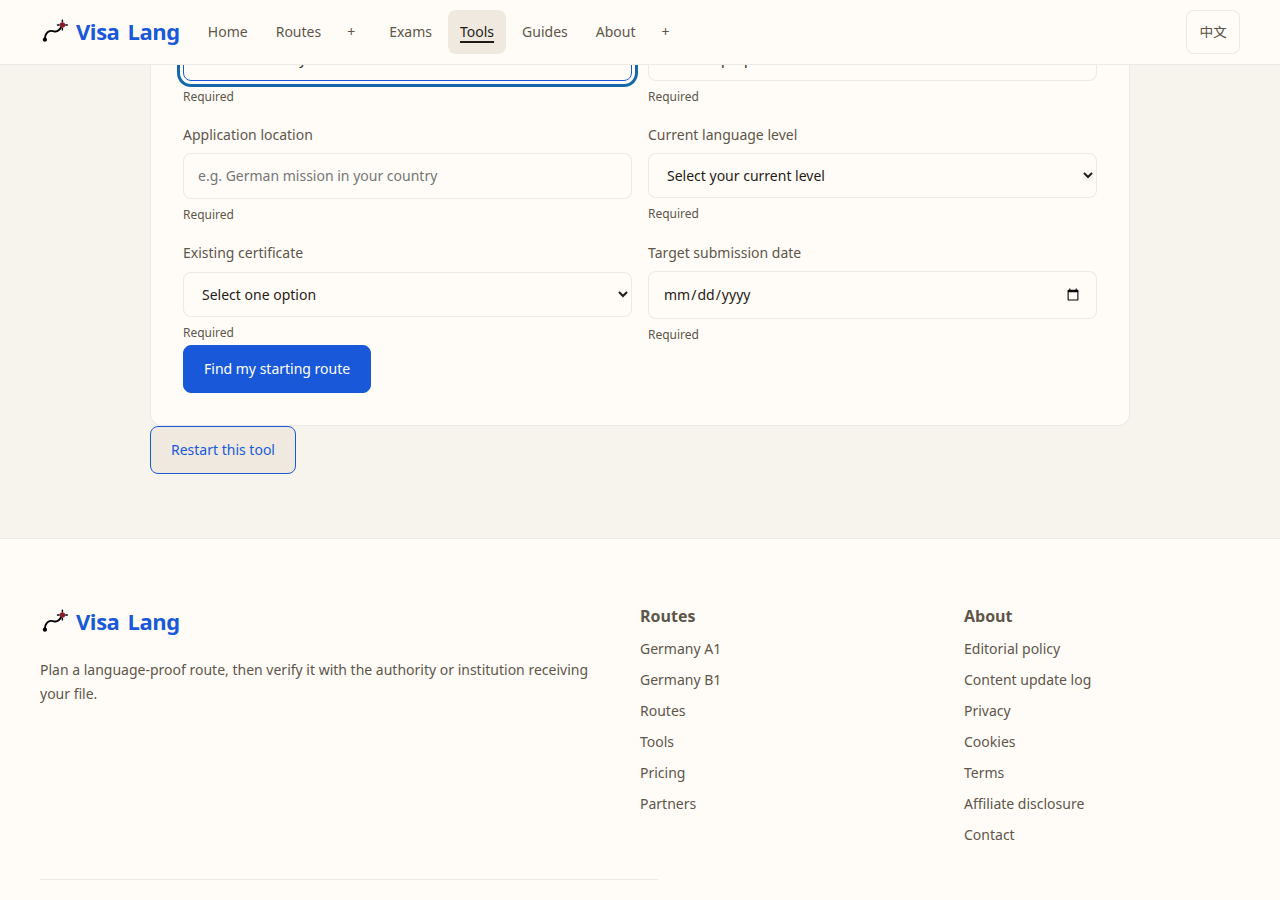 Visa Lang
Home
Routes
+
Exams
Tools
Guides
About
+
中文
Required
Required
Application location
Current language level
e.g. German mission in your country
Select your current level
Required
Required
Existing certificate
Target submission date
Select one option
mm/dd/yyyy
Required
Required
Find my starting route
Restart this tool
Visa Lang
Plan a language-proof route, then verify it with the authority or institution receiving
your file.
Routes
Germany A1
Germany B1
Routes
Tools
Pricing
Partners
About
Editorial policy
Content update log
Privacy
Cookies
Terms
Affiliate disclosure
Contact